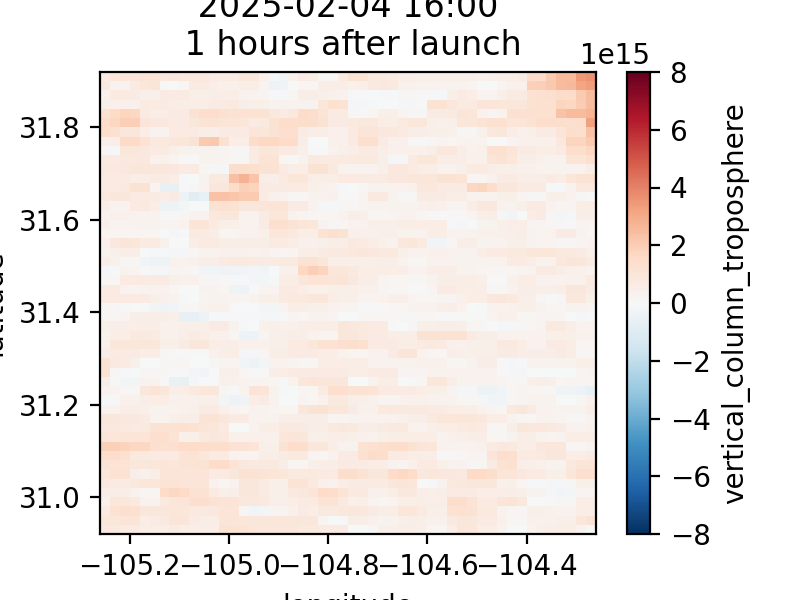 2025-02-04 16:00
1 hours after launch
1e15
31.8
31.6
31.4
31.2
31.0
−105.2 −105.0 −104.8 −104.6 −104.4
longitude
latitude
8
6
4
2
0
−2
−4
−6
−8
vertical_column_troposphere